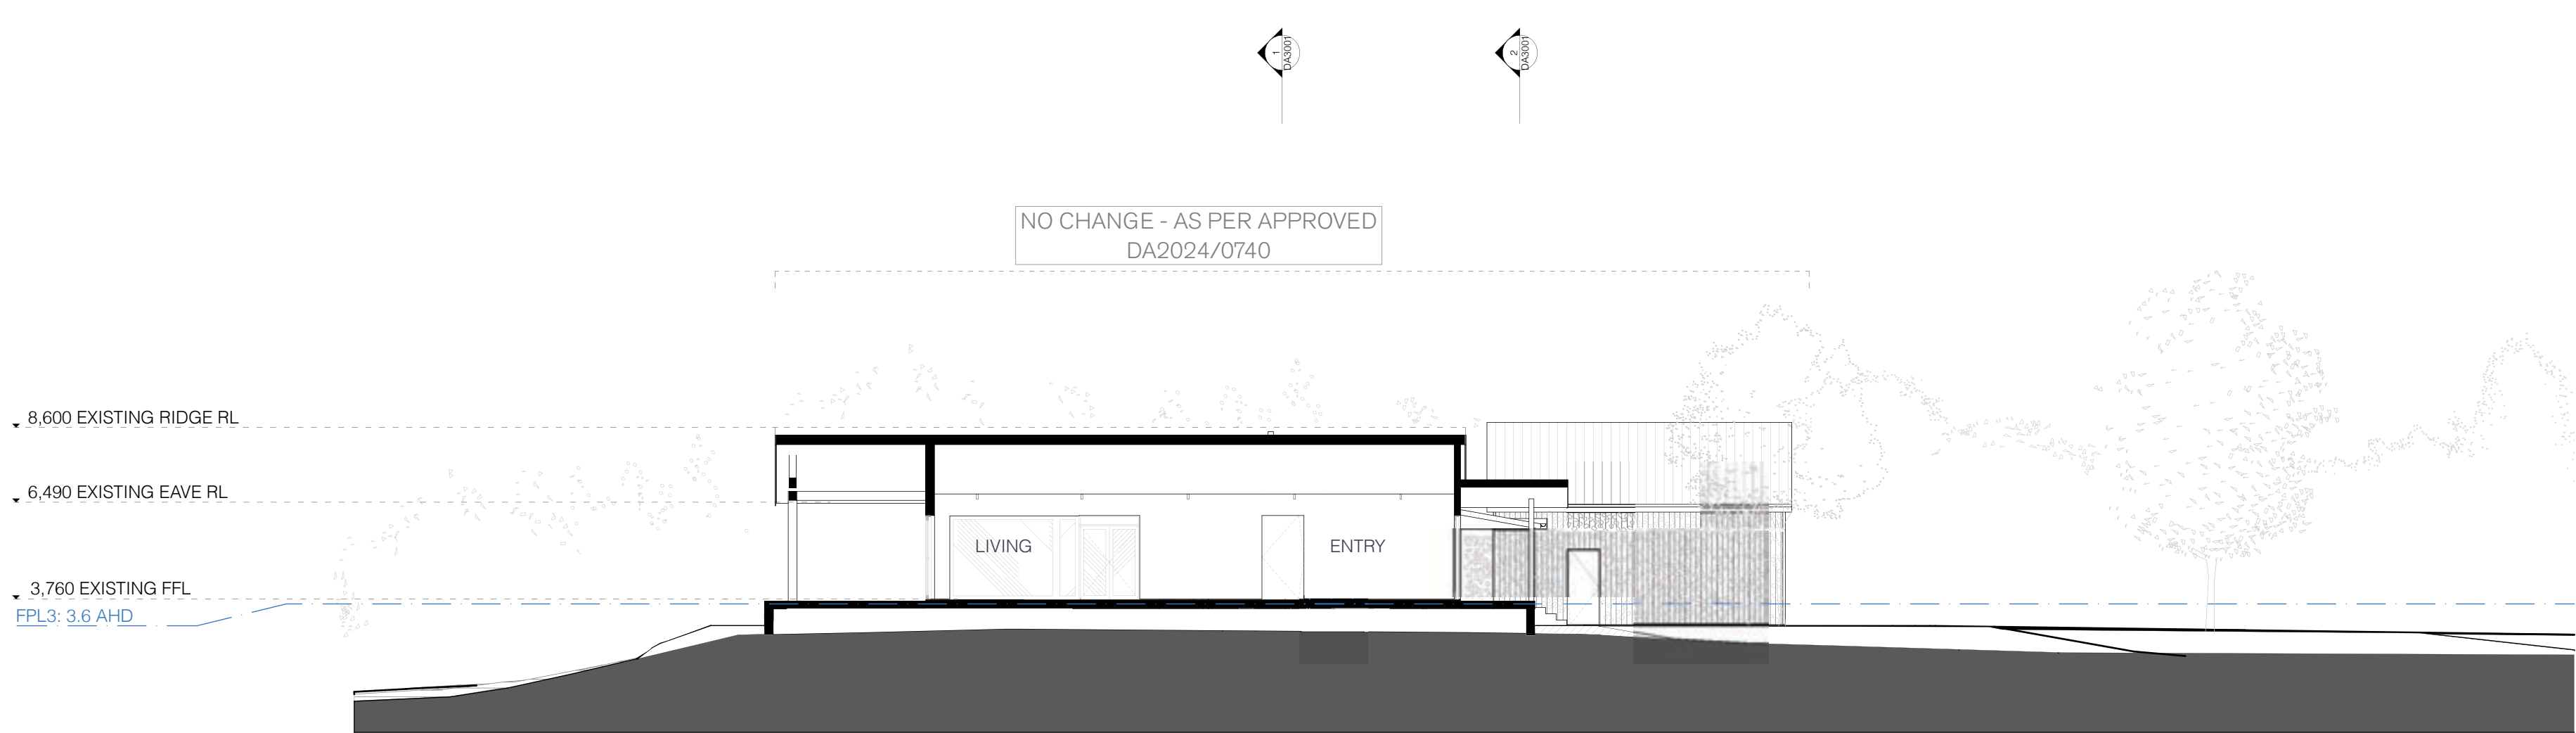 1
DA3001
2
DA3001
NO CHANGE - AS PER APPROVED
DA2024/0740
8,600 EXISTING RIDGE RL
6,490 EXISTING EAVE RL
LIVING
ENTRY
3,760 EXISTING FFL
FPL3: 3.6 AHD